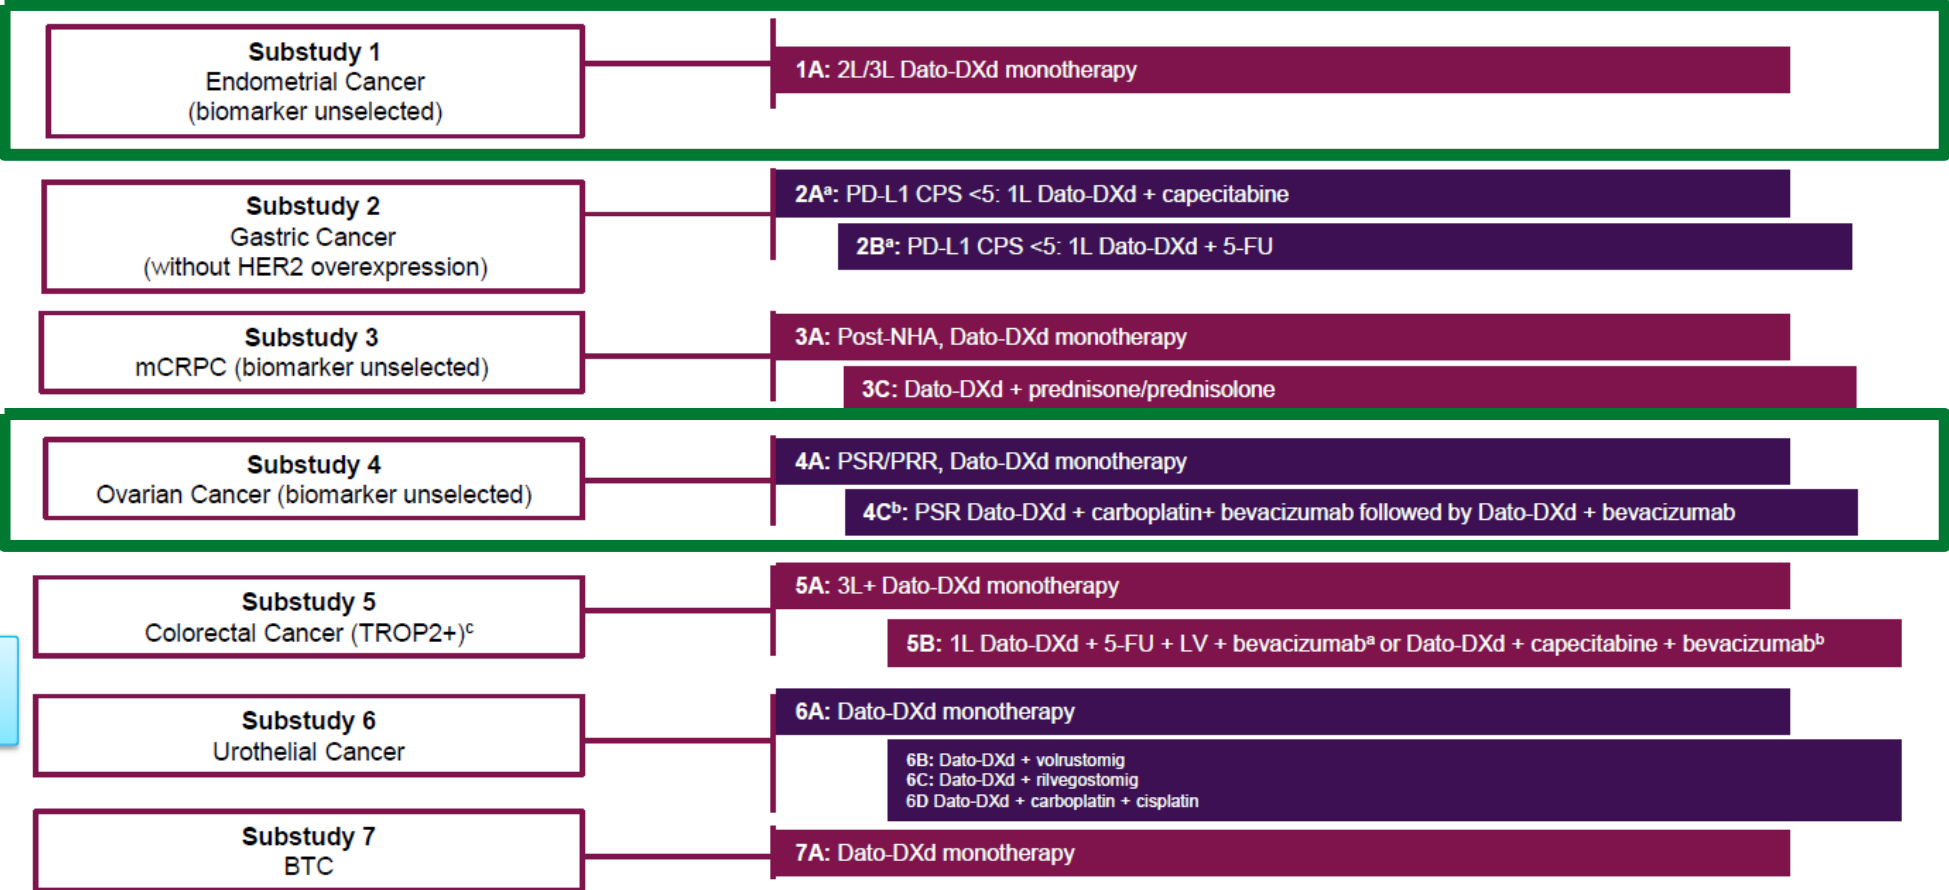 Substudy 1
Endometrial Cancer
(biomarker unselected)
1A: 2L/3L Dato-DXd monotherapy
Substudy 2
Gastric Cancer
(without HER2 overexpression)
2Aᵃ: PD-L1 CPS <5: 1L Dato-DXd + capecitabine
2Bᵃ: PD-L1 CPS <5: 1L Dato-DXd + 5-FU
Substudy 3
mCRPC (biomarker unselected)
3A: Post-NHA, Dato-DXd monotherapy
3C: Dato-DXd + prednisone/prednisolone
Substudy 4
Ovarian Cancer (biomarker unselected)
4A: PSR/PRR, Dato-DXd monotherapy
4Cᵇ: PSR Dato-DXd + carboplatin+ bevacizumab followed by Dato-DXd + bevacizumab
Substudy 5
Colorectal Cancer (TROP2+)ᶜ
5A: 3L+ Dato-DXd monotherapy
5B: 1L Dato-DXd + 5-FU + LV + bevacizumabᵃ or Dato-DXd + capecitabine + bevacizumabᵇ
Substudy 6
Urothelial Cancer
6A: Dato-DXd monotherapy
6B: Dato-DXd + volrustomig
6C: Dato-DXd + rilvegostomig
6D Dato-DXd + carboplatin + cisplatin
Substudy 7
BTC
7A: Dato-DXd monotherapy